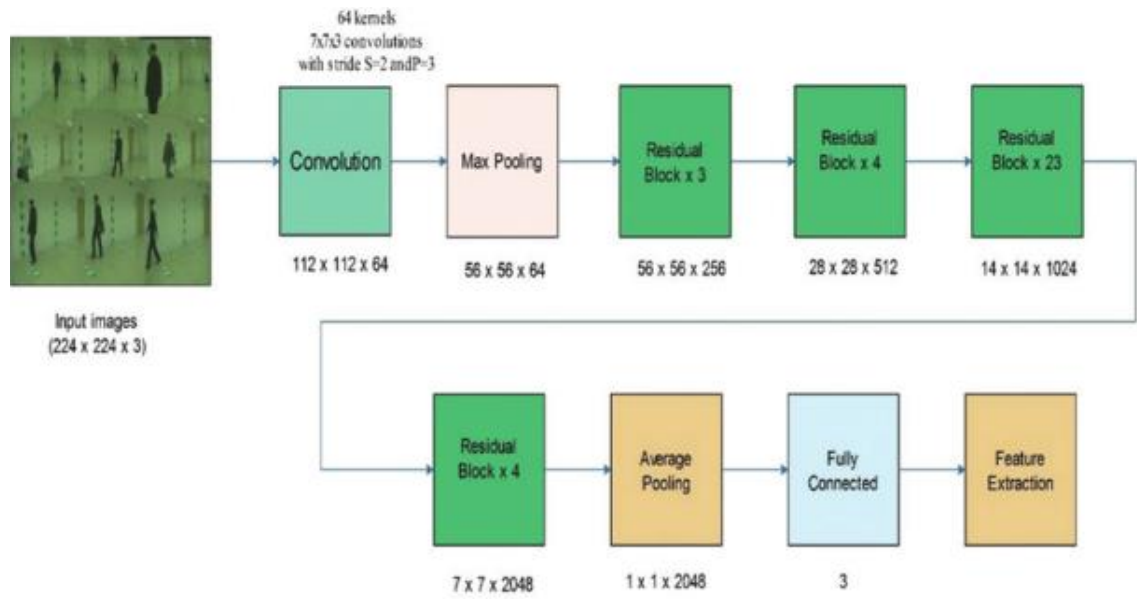 64 kernels
7x7x3 convolutions
with stride S=2 andP=3
Convolution
Max Pooling
Residual
Block x 3
Residual
Block x 4
Residual
Block x 23
112 x 112 x 64
56 x 56 x 64
56 x 56 x 256
28 x 28 x 512
14 x 14 x 1024
Input images
(224 x 224 x 3)
Residual
Block x 4
Average
Pooling
Fully
Connected
Feature
Extraction
7 x 7 x 2048
1 x 1 x 2048
3